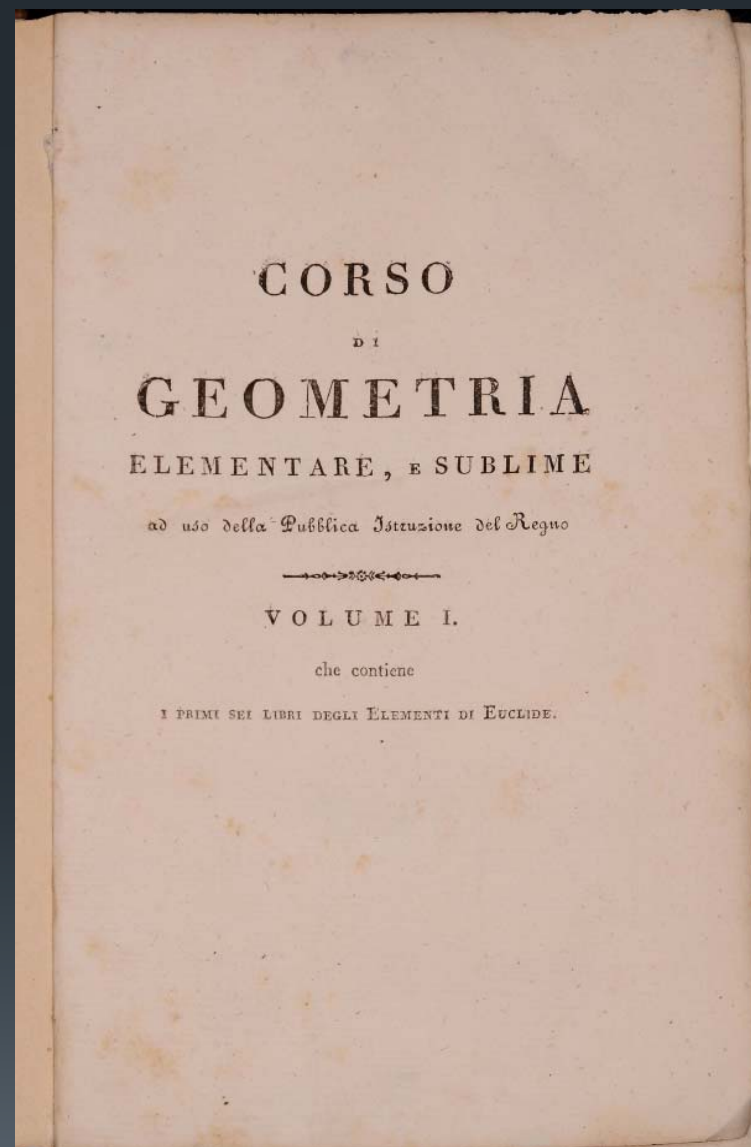 CORSO
DI
GEOMETRIA
ELEMENTARE, E SUBLIME
ad uso della Pubblica Istruzione del Regno
VOLUME I.
che contiene
I PRIMI SEI LIBRI DEGLI ELEMENTI DI EUCLIDE.